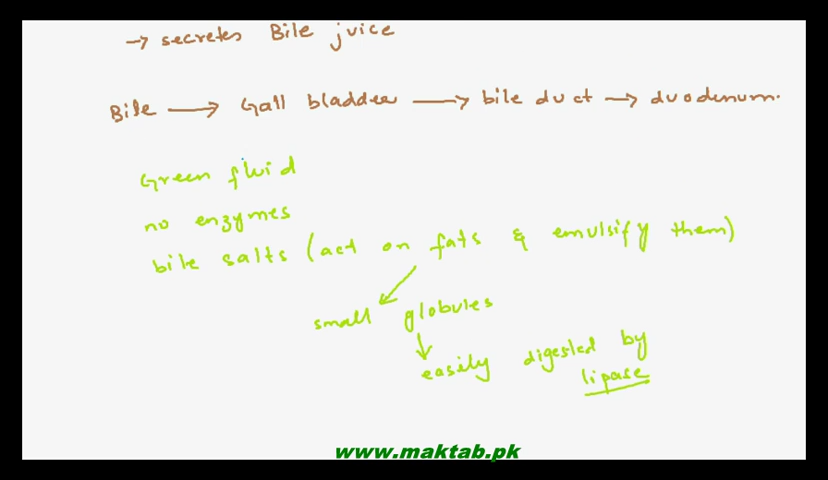 → secretes Bile juice
Bile → Gall bladder → bile duct → duodenum.
Green fluid
no enzymes
bile salts (act on fats & emulsify them)
small globules
easily digested by
lipase
www.maktab.pk